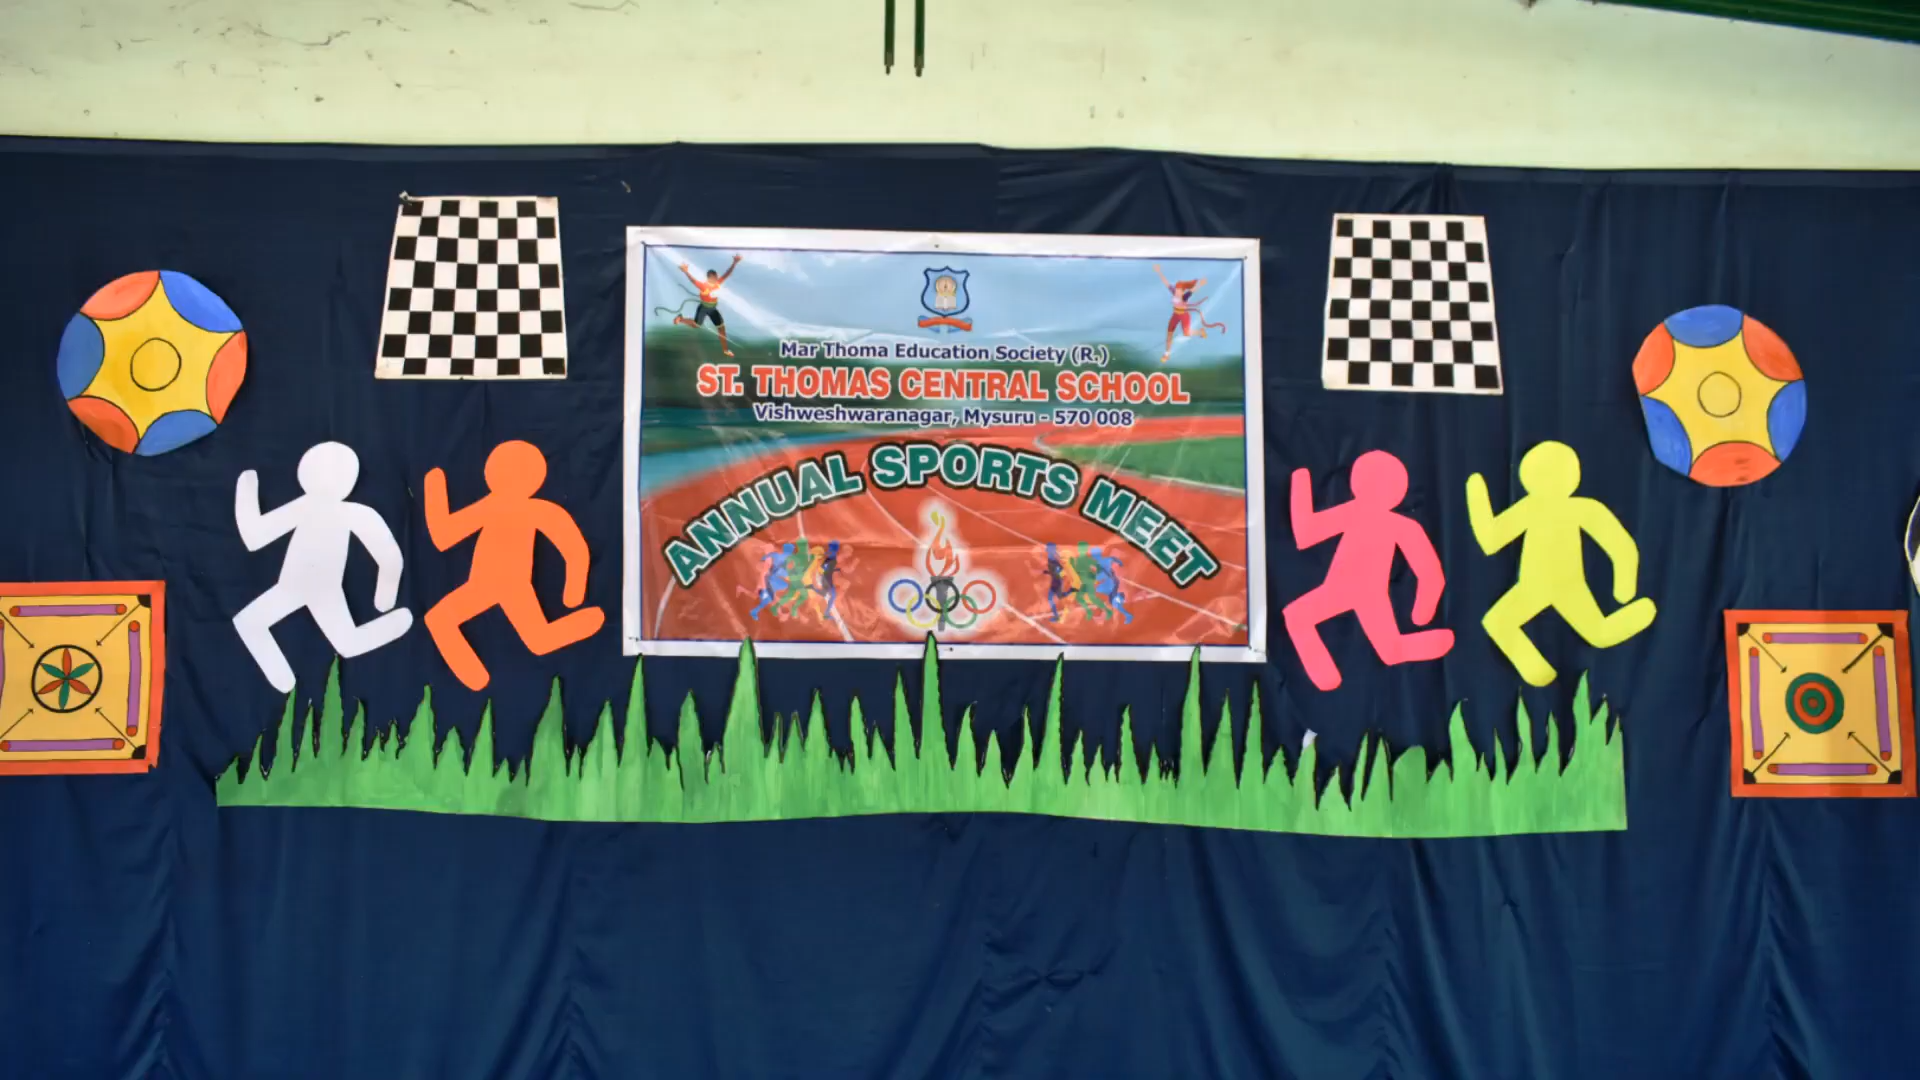 Mar Thoma Education Society (R.)
ST. THOMAS CENTRAL SCHOOL
Vishweshwaranagar, Mysuru - 570 008
ANNUAL SPORTS MEET